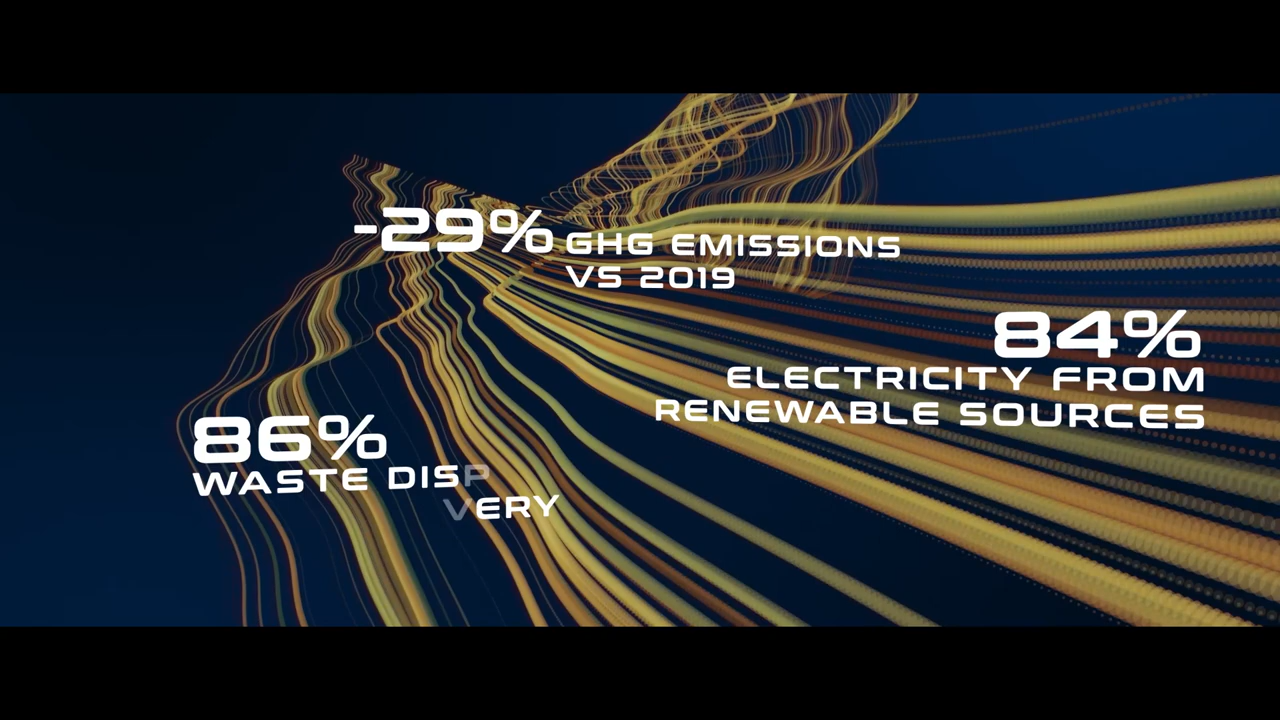 -29% GHG EMISSIONS
VS 2019
84%
ELECTRICITY FROM
RENEWABLE SOURCES
86%
WASTE DISP
VERY